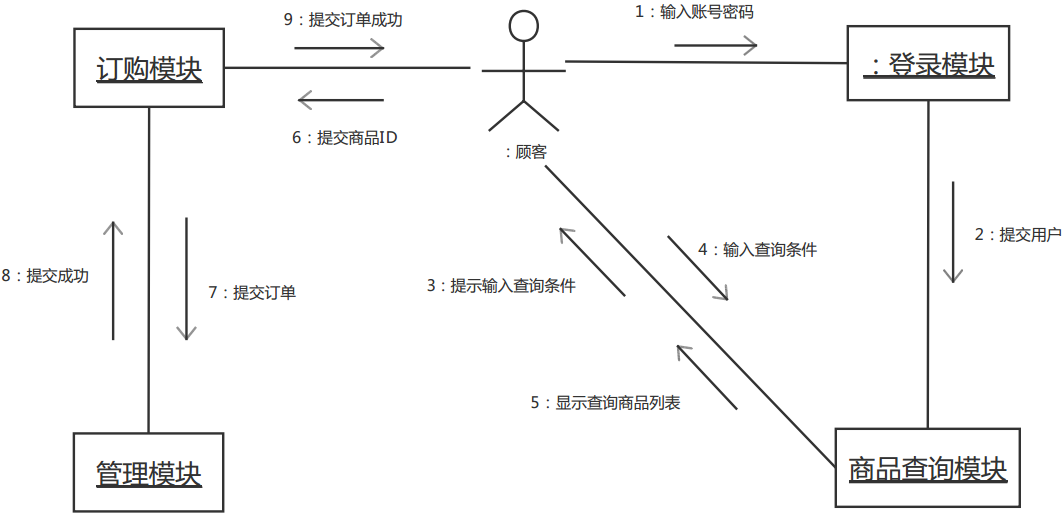 9：提交订单成功
1：输入账号密码
订购模块
：登录模块
6：提交商品ID
：顾客
2：提交用户
4：输入查询条件
8：提交成功
7：提交订单
3：提示输入查询条件
5：显示查询商品列表
管理模块
商品查询模块